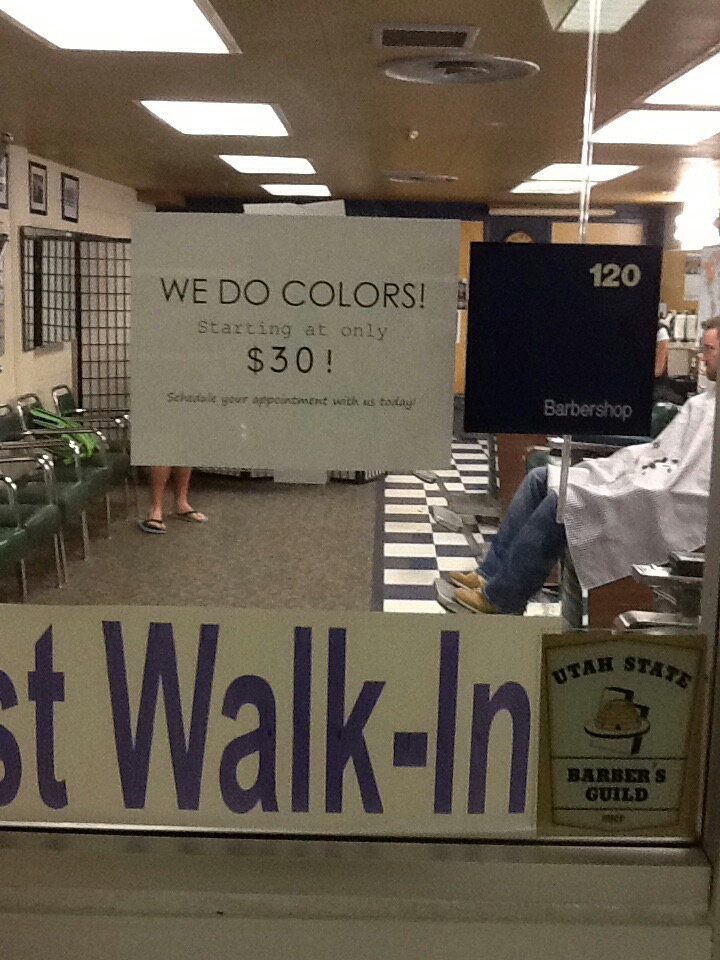 WE DO COLORS!
Starting at only
$30!
Schedule your appointment with us today!
120
Barbershop
st Walk-In
UTAH STATE
BARBER'S
GUILD